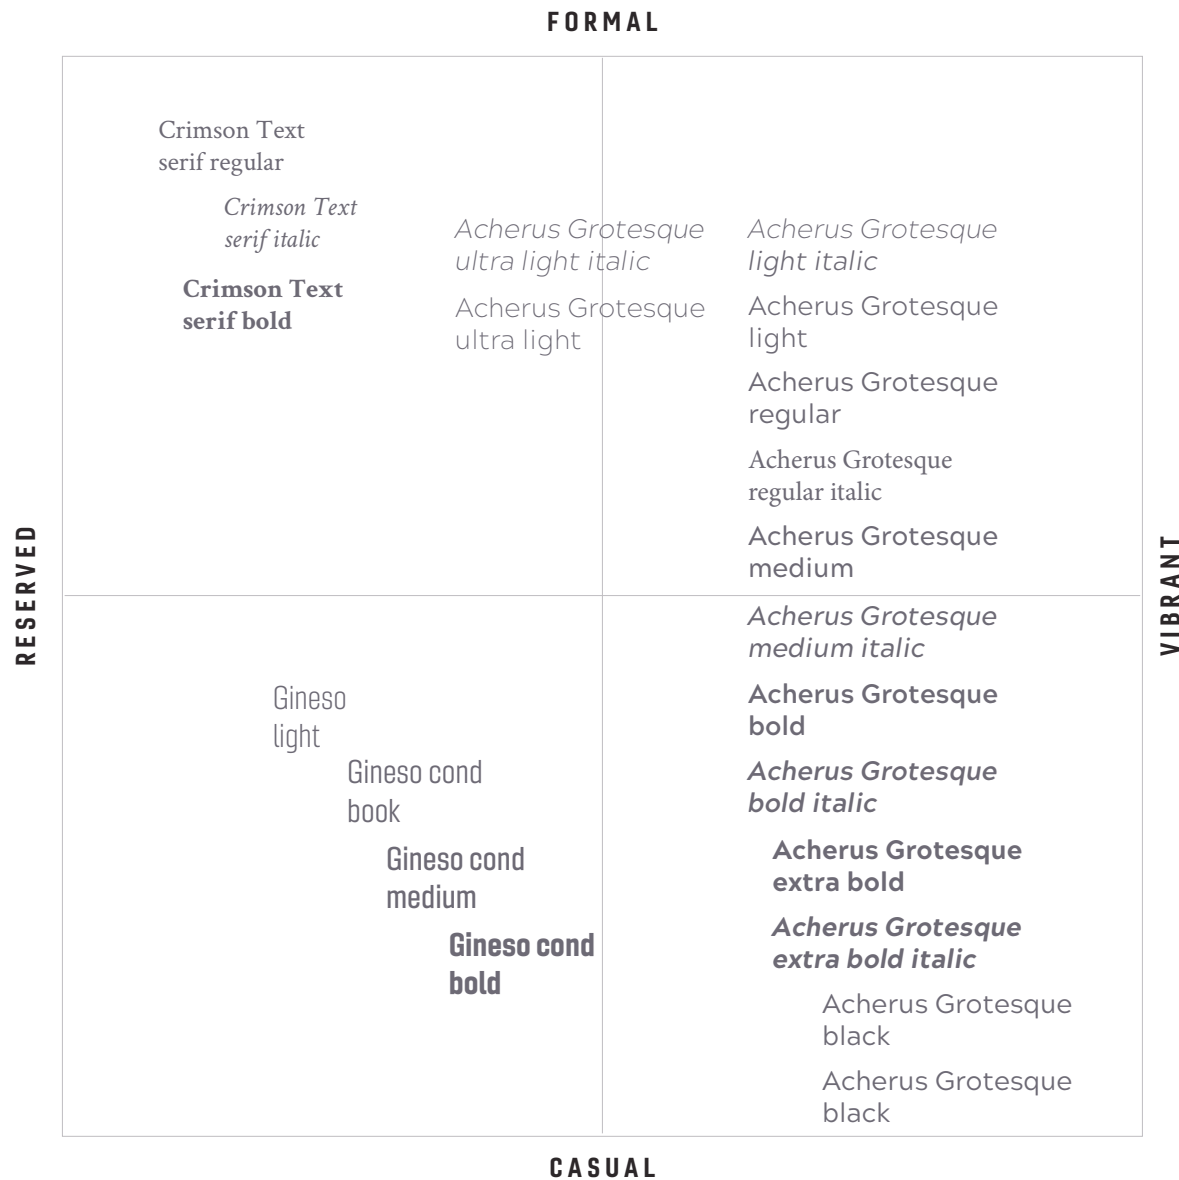 FORMAL
Crimson Text
serif regular
Crimson Text
serif italic
Crimson Text
serif bold
Acherus Grotesque
ultra light italic
Acherus Grotesque
ultra light
Acherus Grotesque
light italic
Acherus Grotesque
light
Acherus Grotesque
regular
Acherus Grotesque
regular italic
Acherus Grotesque
medium
RESERVED
VIBRANT
Acherus Grotesque
medium italic
Acherus Grotesque
bold
Acherus Grotesque
bold italic
Acherus Grotesque
extra bold
Acherus Grotesque
extra bold italic
Acherus Grotesque
black
Acherus Grotesque
black
Gineso
light
Gineso cond
book
Gineso cond
medium
Gineso cond
bold
CASUAL